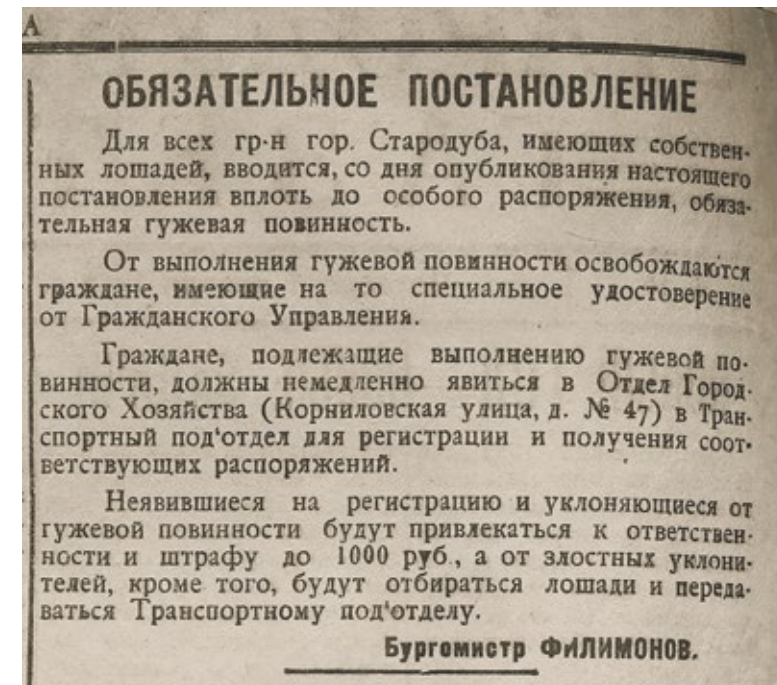 А
ОБЯЗАТЕЛЬНОЕ ПОСТАНОВЛЕНИЕ
Для всех гр-н гор. Стародуба, имеющих собствен-
ных лошадей, вводится, со дня опубликования настоящего
постановления вплоть до особого распоряжения, обяза-
тельная гужевая повинность.
От выполнения гужевой повинности освобождаются
граждане, имеющие на то специальное удостоверение
от Гражданского Управления.
Граждане, подлежащие выполнению гужевой по-
винности, должны немедленно явиться в Отдел Город-
ского Хозяйства (Корниловская улица, д. № 47) в Тран-
спортный под'отдел для регистрации и получения соот-
ветствующих распоряжений.
Неявившиеся на регистрацию и уклоняющиеся от
гужевой повинности будут привлекаться к ответствен-
ности и штрафу до 1000 руб., а от злостных уклони-
телей, кроме того, будут отбираться лошади и переда-
ваться Транспортному под'отделу.
Бургомистр ФИЛИМОНОВ.